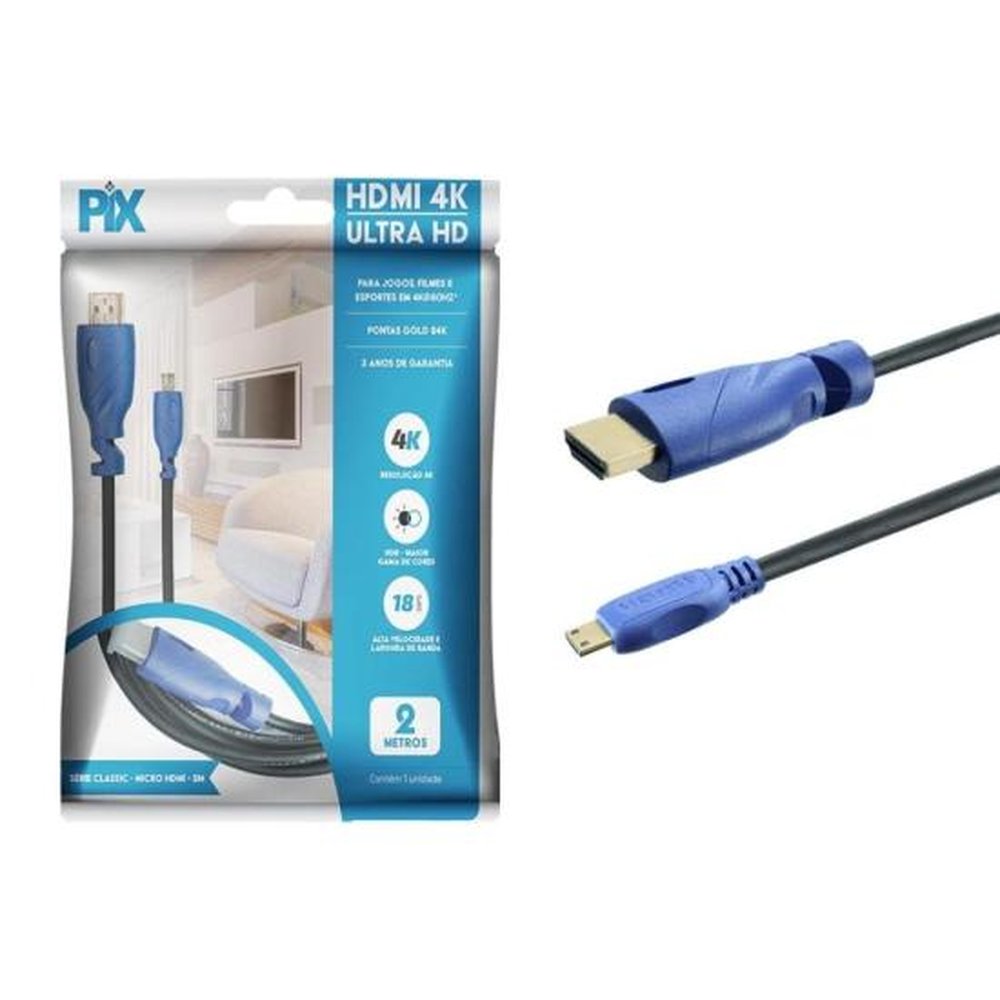 PIX
HDMI 4K
ULTRA HD
PARA JOGOS, FILMES E
ESPORTES EM 4K@60HZ*
PONTAS GOLD 24K
3 ANOS DE GARANTIA
4K
RESOLUÇÃO 4K
HDR - MAIOR
GAMA DE CORES
18
ALTA VELOCIDADE E
LARGURA DE BANDA
2
METROS
SÉRIE CLASSIC - MICRO HDMI - 2M
Contém 1 unidade